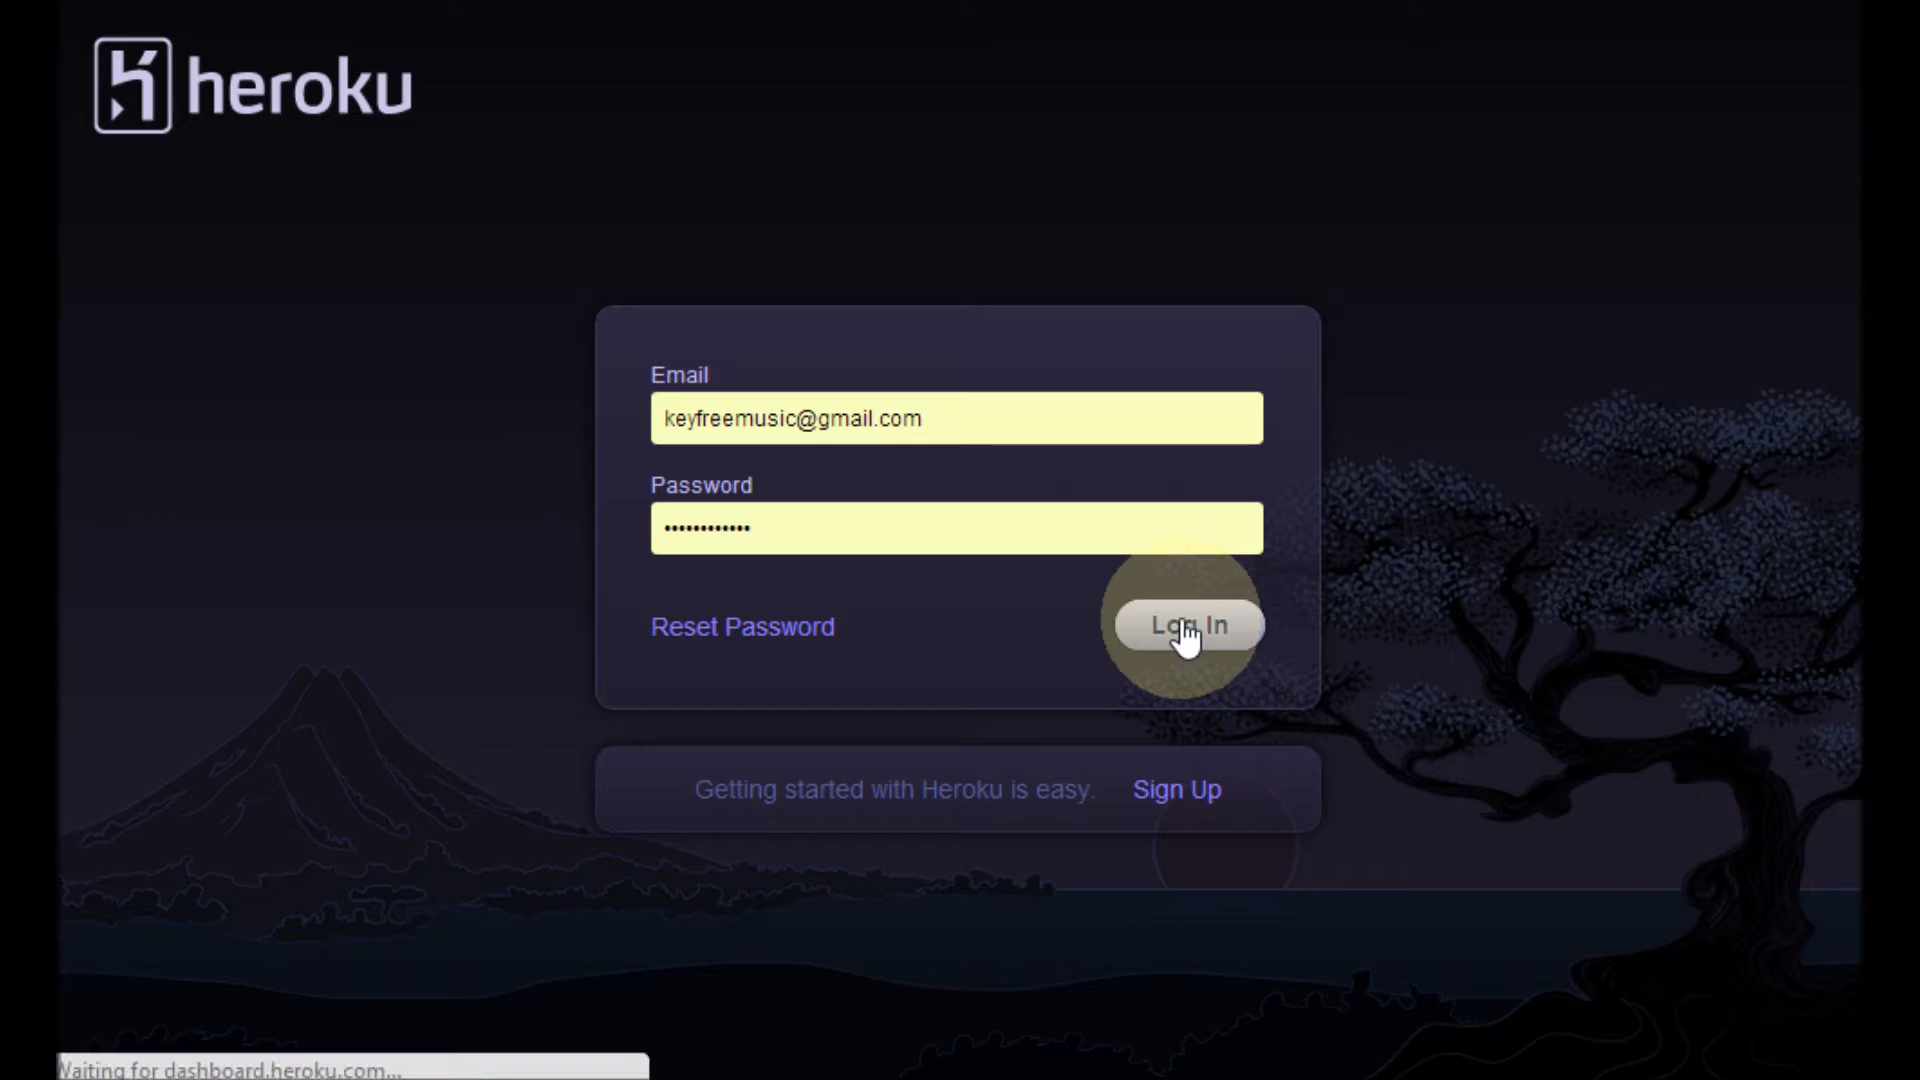 heroku
Email
keyfreemusic@gmail.com
Password
••••••••••••
Reset Password
Log In
Getting started with Heroku is easy.
Sign Up
Waiting for dashboard.heroku.com...